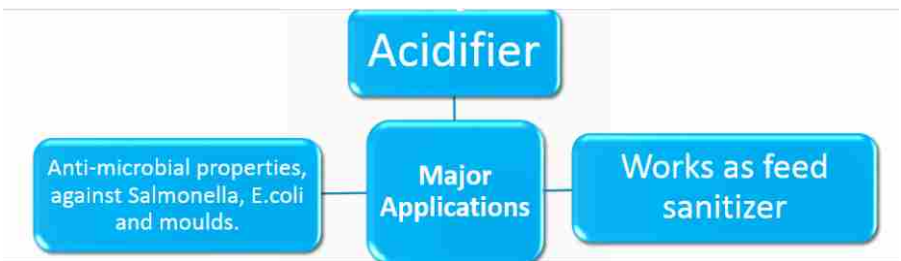 Acidifier
Anti-microbial properties,
against Salmonella, E.coli
and moulds.
Major
Applications
Works as feed
sanitizer